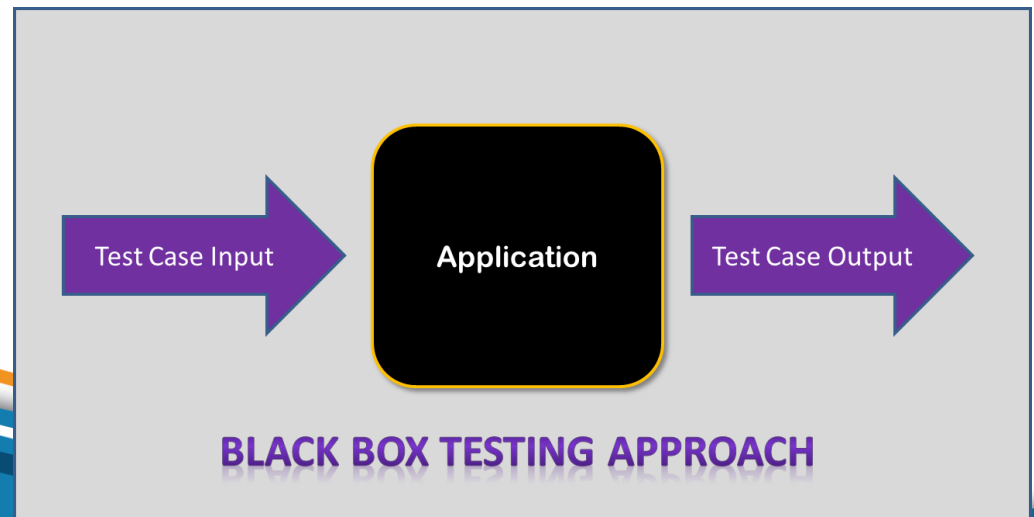 Test Case Input
Application
Test Case Output
BLACK BOX TESTING APPROACH